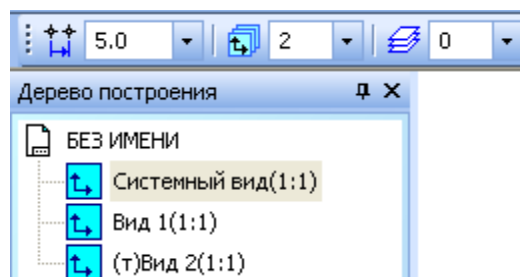 5.0 2 0
Дерево построения
БЕЗ ИМЕНИ
Системный вид(1:1)
Вид 1(1:1)
(т)Вид 2(1:1)